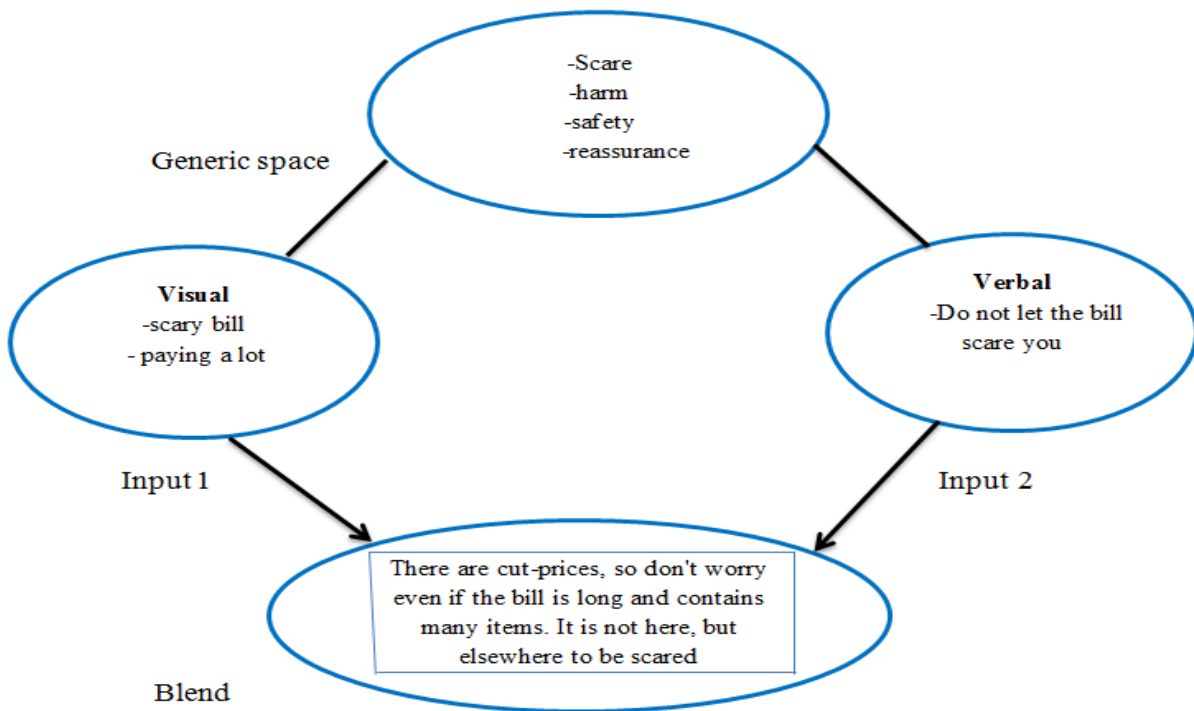 -Scare
-harm
-safety
-reassurance
Generic space
Visual
-scary bill
- paying a lot
Verbal
-Do not let the bill
scare you
Input 1
Input 2
There are cut-prices, so don't worry
even if the bill is long and contains
many items. It is not here, but
elsewhere to be scared
Blend